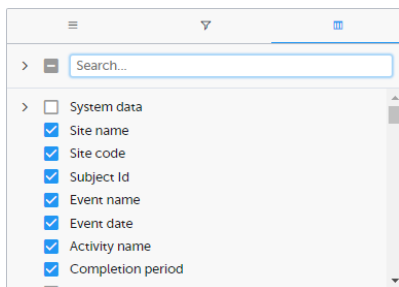 Search...
System data
Site name
Site code
Subject Id
Event name
Event date
Activity name
Completion period